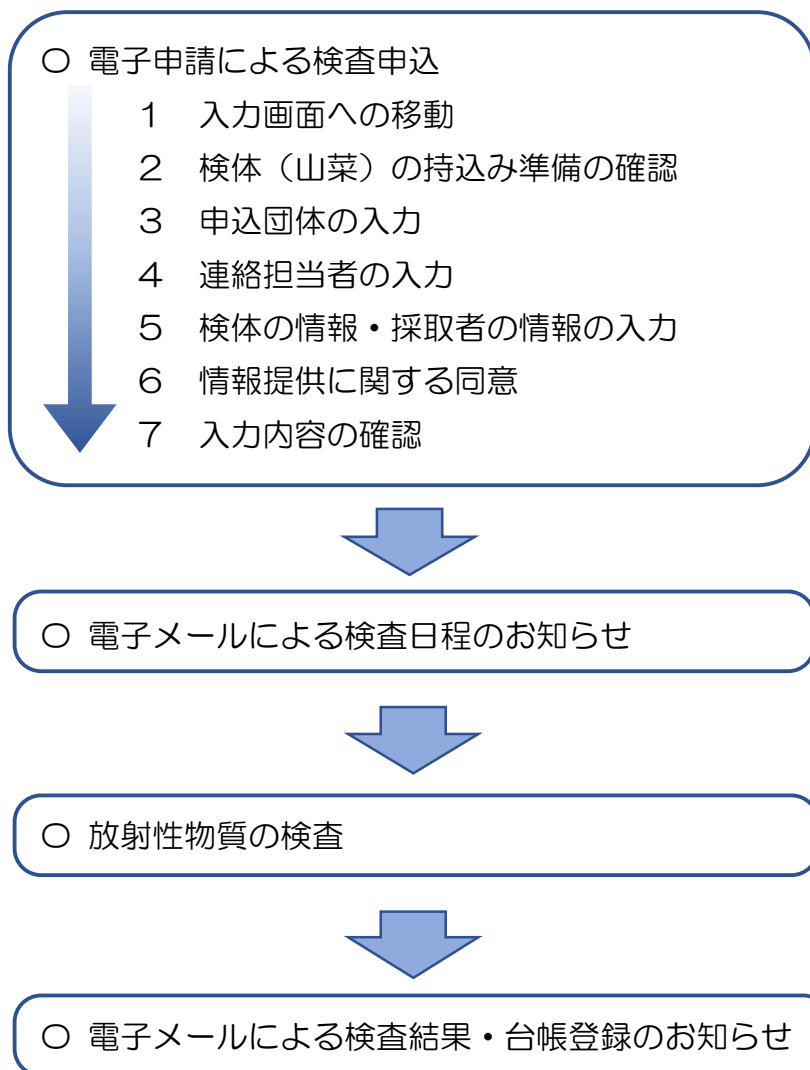 〇 電子申請による検査申込
１ 入力画面への移動
２ 検体（山菜）の持込み準備の確認
３ 申込団体の入力
４ 連絡担当者の入力
５ 検体の情報・採取者の情報の入力
６ 情報提供に関する同意
７ 入力内容の確認
〇 電子メールによる検査日程のお知らせ
〇 放射性物質の検査
〇 電子メールによる検査結果・台帳登録のお知らせ